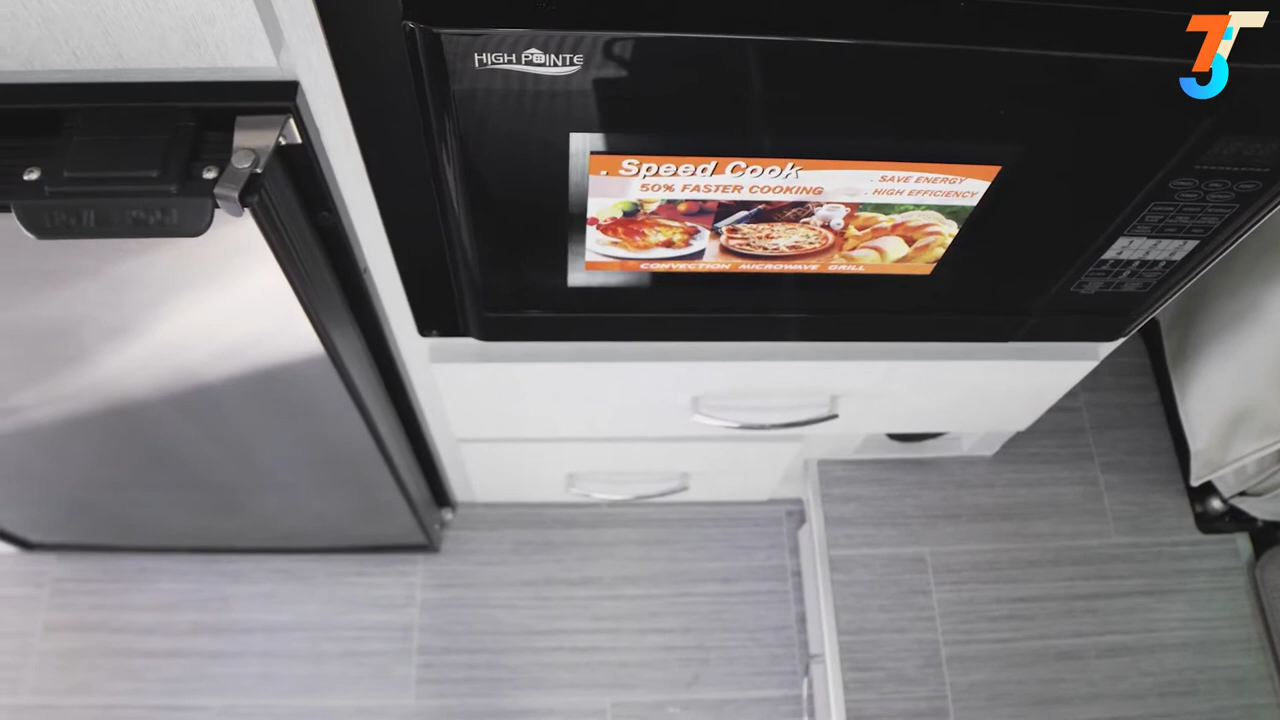 HIGH POINTE
. Speed Cook
50% FASTER COOKING
. SAVE ENERGY
. HIGH EFFICIENCY
CONVECTION MICROWAVE GRILL